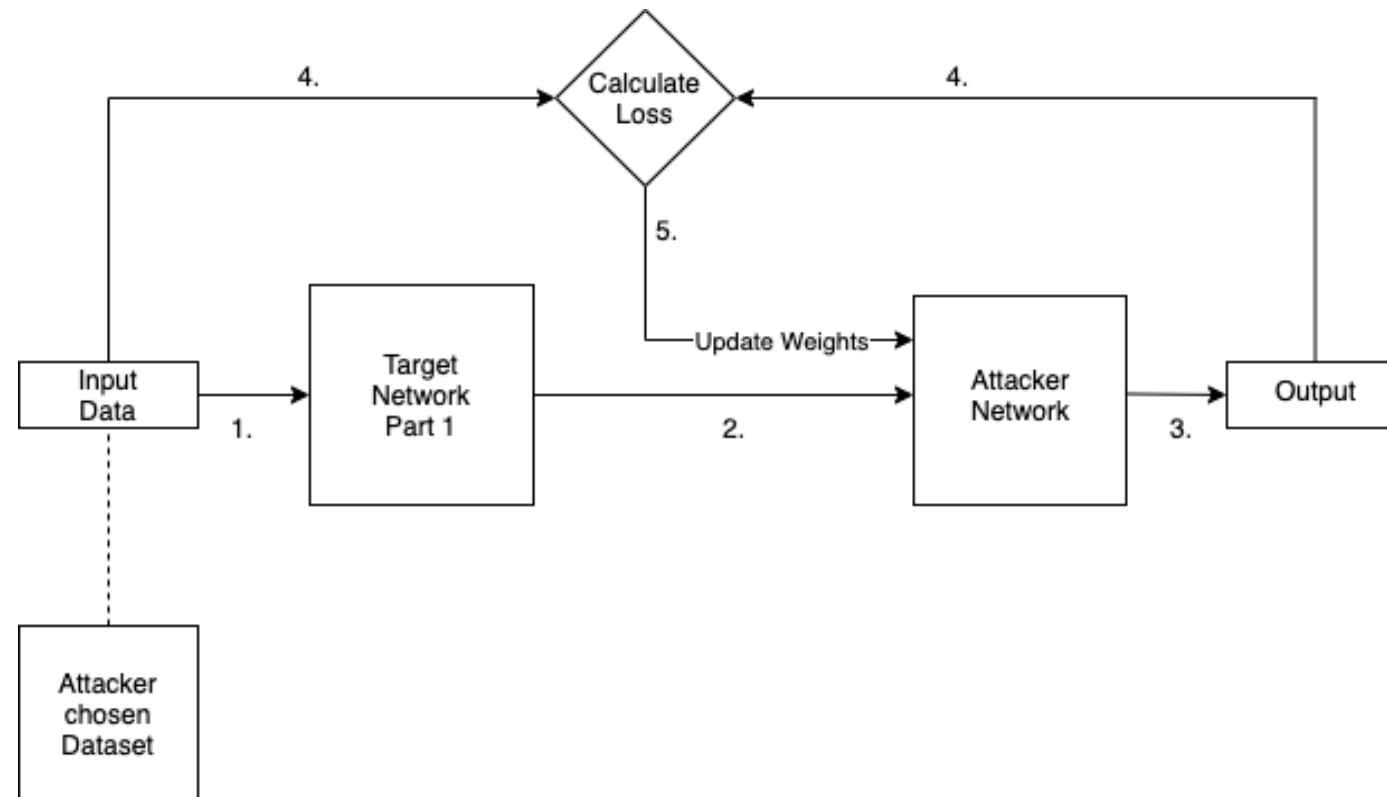 4.
Calculate
Loss
4.
5.
Update Weights
Input
Data
1.
Target
Network
Part 1
2.
Attacker
Network
3.
Output
Attacker
chosen
Dataset